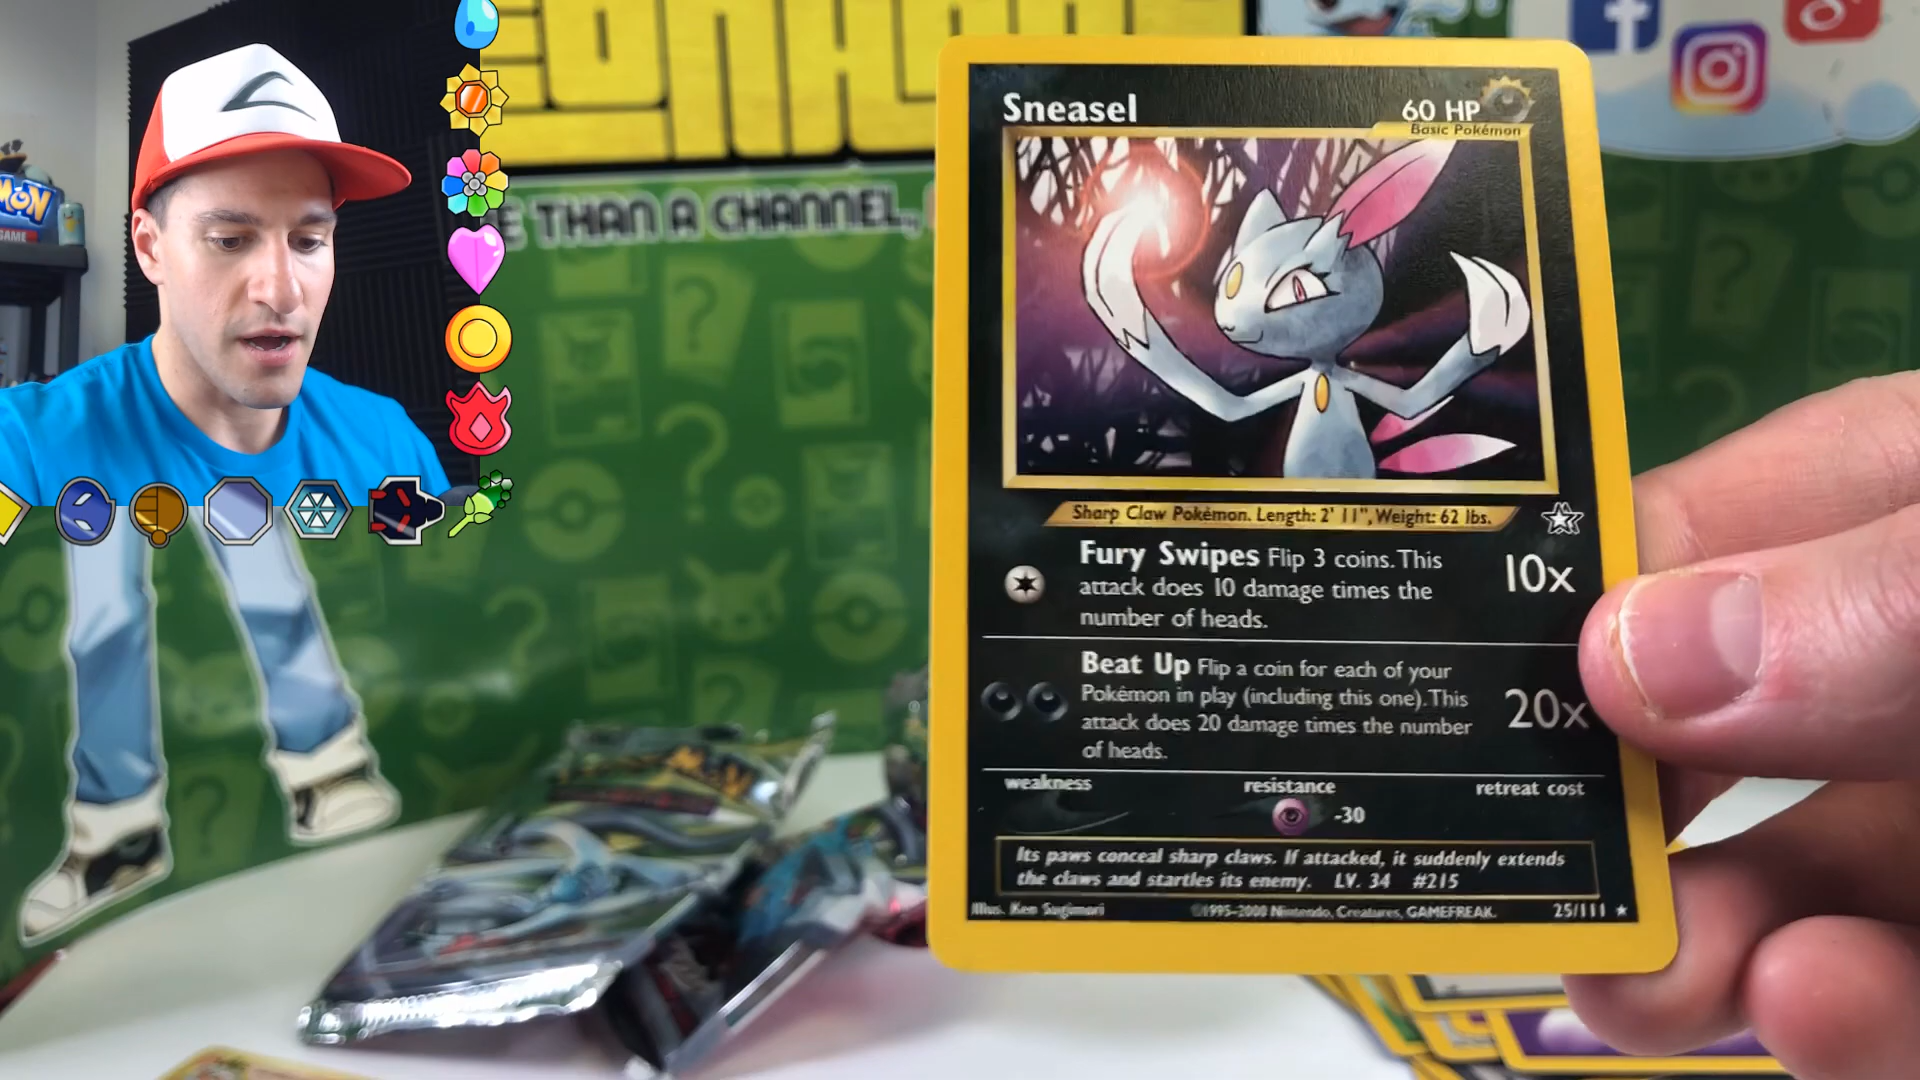 E THAN A CHANNEL,
MON
GAME
Sneasel 60 HP
Basic Pokémon
Sharp Claw Pokémon. Length: 2' 11", Weight: 62 lbs.
Fury Swipes Flip 3 coins. This
attack does 10 damage times the
number of heads.
10x
Beat Up Flip a coin for each of your
Pokémon in play (including this one). This
attack does 20 damage times the number
of heads.
20x
weakness resistance retreat cost
-30
Its paws conceal sharp claws. If attacked, it suddenly extends
the claws and startles its enemy. LV. 34 #215
Illus. Ken Sugimori ©1995-2000 Nintendo, Creatures, GAMEFREAK. 25/111 ★